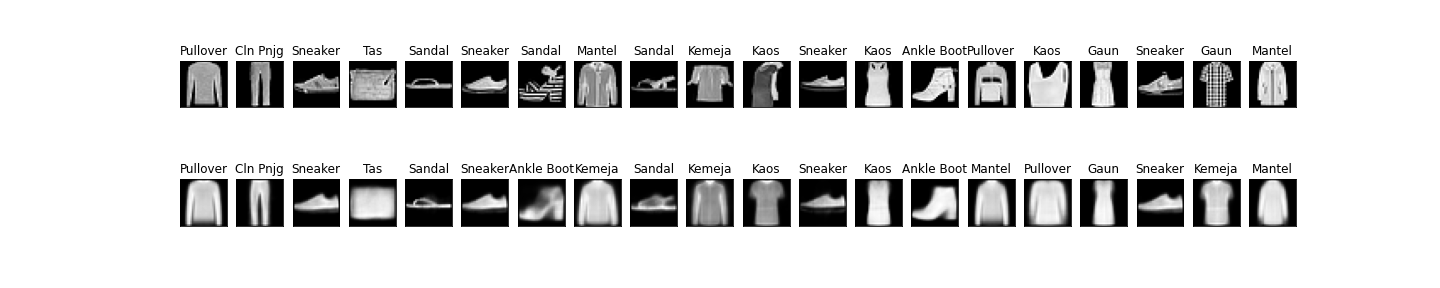 Pullover Cln Pnjg Sneaker Tas Sandal Sneaker Sandal Mantel Sandal Kemeja Kaos Sneaker Kaos Ankle Boot Pullover Kaos Gaun Sneaker Gaun Mantel
Pullover Cln Pnjg Sneaker Tas Sandal Sneaker Ankle Boot Kemeja Sandal Kemeja Kaos Sneaker Kaos Ankle Boot Mantel Pullover Gaun Sneaker Kemeja Mantel